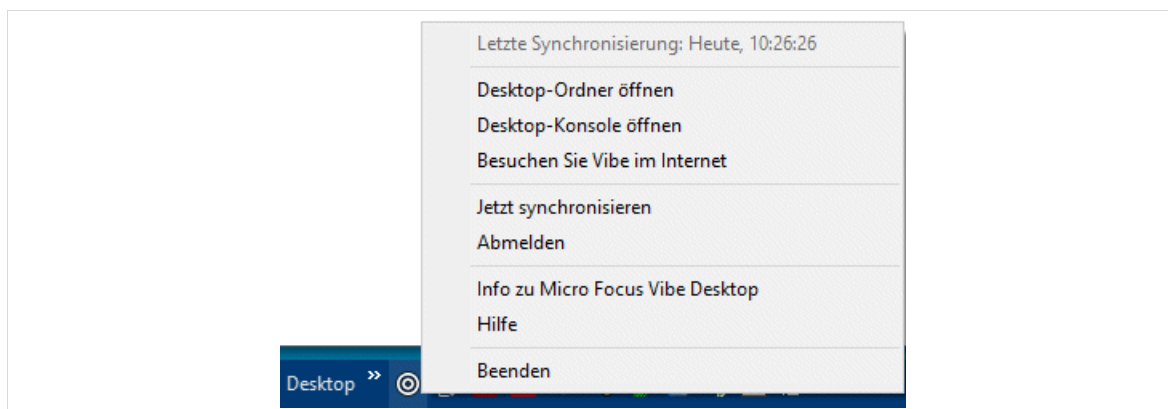 Letzte Synchronisierung: Heute, 10:26:26
Desktop-Ordner öffnen
Desktop-Konsole öffnen
Besuchen Sie Vibe im Internet
Jetzt synchronisieren
Abmelden
Info zu Micro Focus Vibe Desktop
Hilfe
Beenden
Desktop »